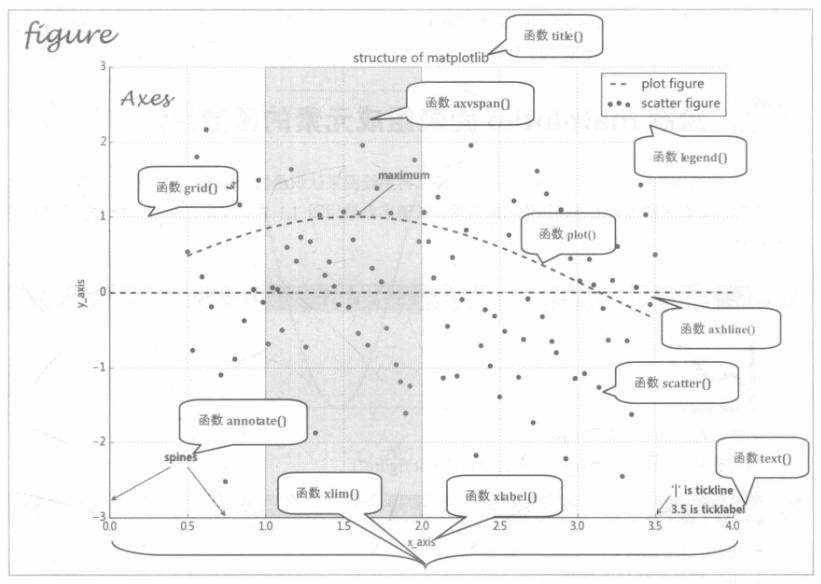 figure
函数 title()
structure of matplotlib
3
Axes
函数 axvspan()
plot figure
scatter figure
2
函数 legend()
maximum
函数 grid()
1
函数 plot()
y_axis
0
函数 axhline()
−1
函数 scatter()
函数 annotate()
−2
spines
函数 text()
函数 xlim()
函数 xlabel()
'|' is tickline
3.5 is ticklabel
−3
0.0 0.5 1.0 1.5 2.0 2.5 3.0 3.5 4.0
x_axis